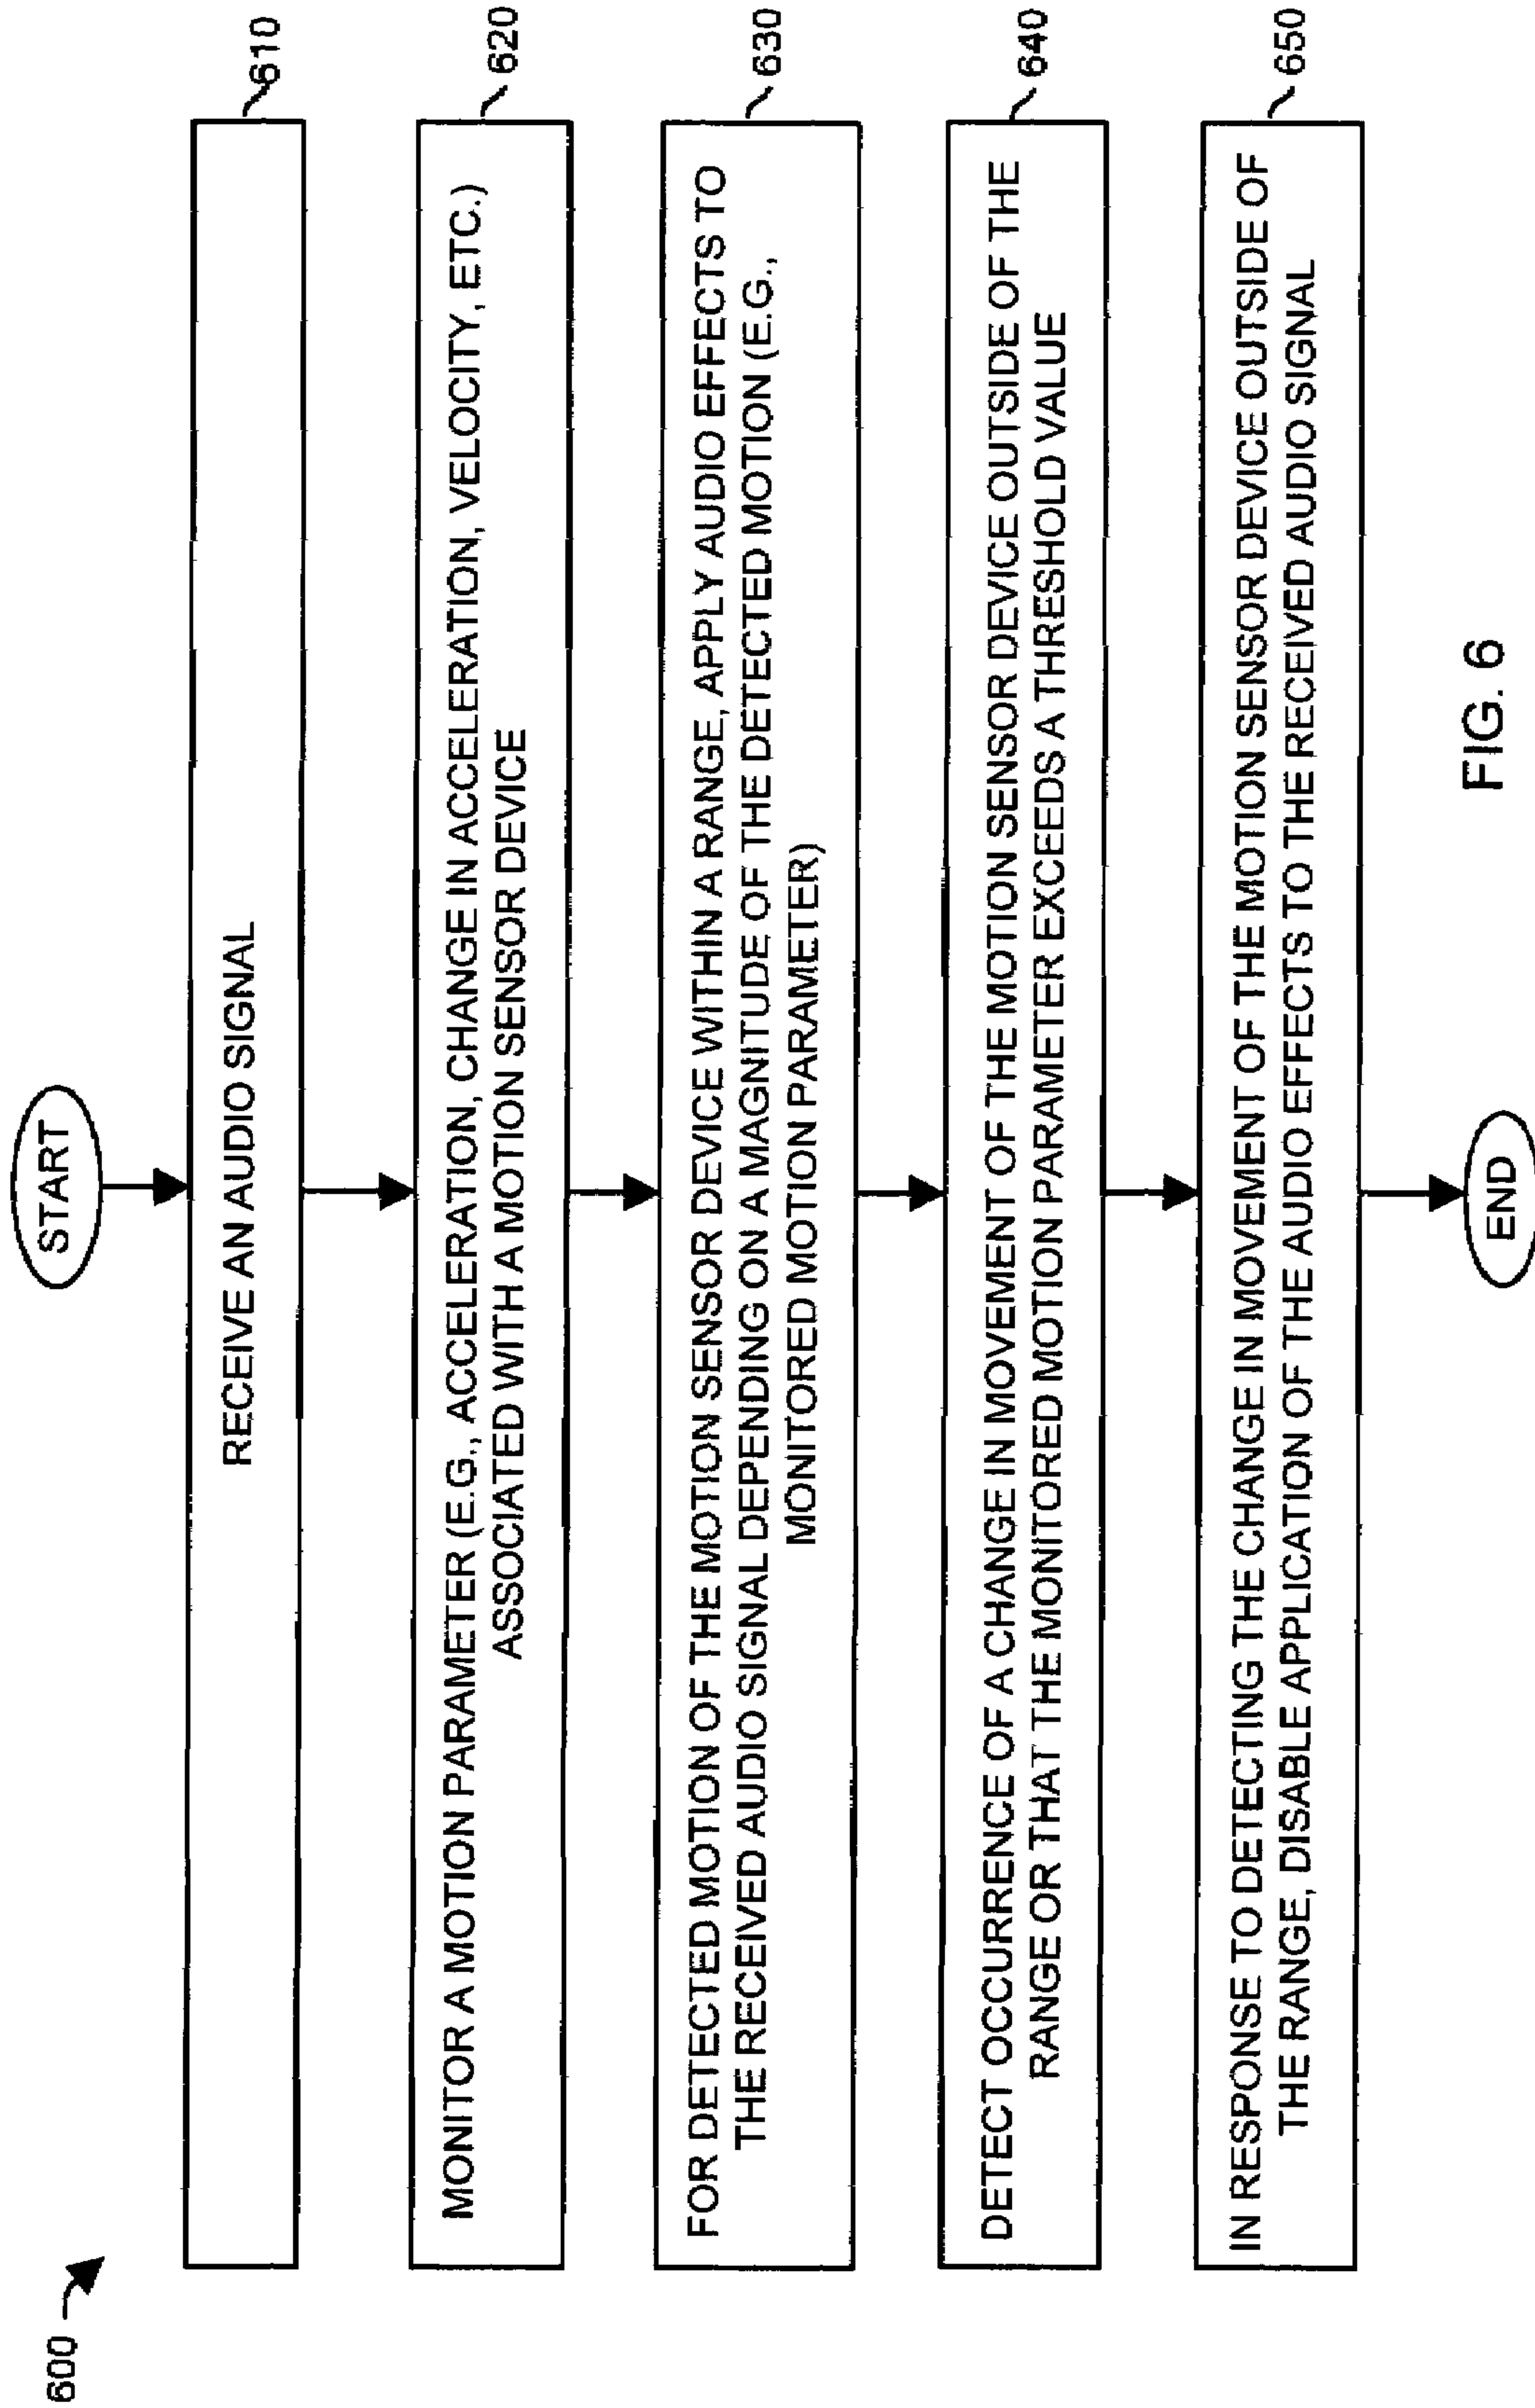 600
START
RECEIVE AN AUDIO SIGNAL
610
MONITOR A MOTION PARAMETER (E.G., ACCELERATION, CHANGE IN ACCELERATION, VELOCITY, ETC.)
ASSOCIATED WITH A MOTION SENSOR DEVICE
620
FOR DETECTED MOTION OF THE MOTION SENSOR DEVICE WITHIN A RANGE, APPLY AUDIO EFFECTS TO
THE RECEIVED AUDIO SIGNAL DEPENDING ON A MAGNITUDE OF THE DETECTED MOTION (E.G.,
MONITORED MOTION PARAMETER)
630
DETECT OCCURRENCE OF A CHANGE IN MOVEMENT OF THE MOTION SENSOR DEVICE OUTSIDE OF THE
RANGE OR THAT THE MONITORED MOTION PARAMETER EXCEEDS A THRESHOLD VALUE
640
IN RESPONSE TO DETECTING THE CHANGE IN MOVEMENT OF THE MOTION SENSOR DEVICE OUTSIDE OF
THE RANGE, DISABLE APPLICATION OF THE AUDIO EFFECTS TO THE RECEIVED AUDIO SIGNAL
650
END
FIG. 6